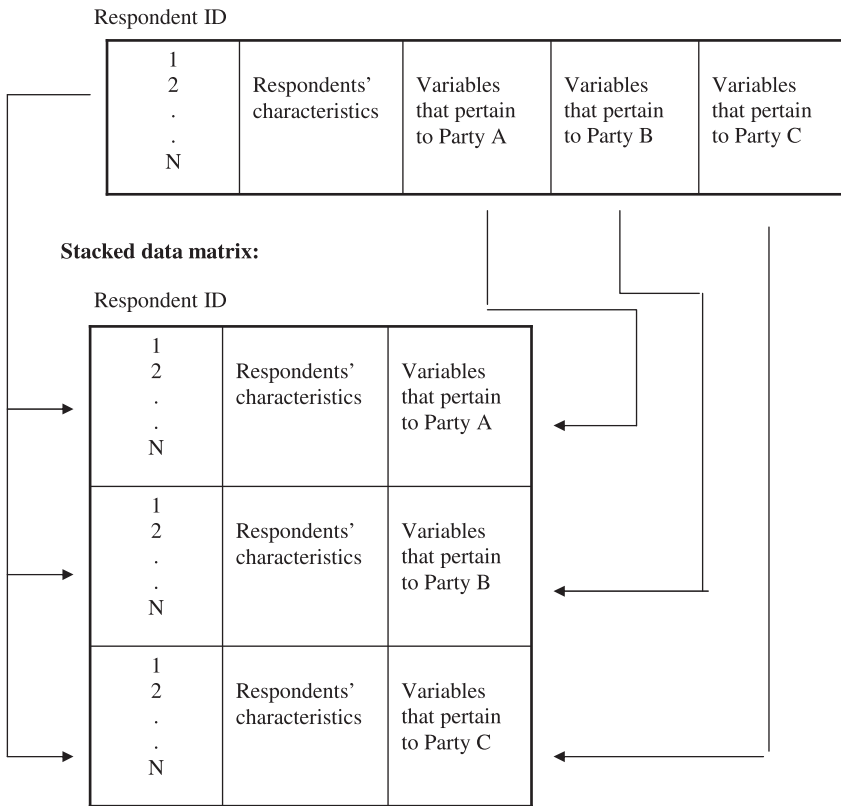 Respondent ID
1
2
.
.
N
Respondents’
characteristics
Variables
that pertain
to Party A
Variables
that pertain
to Party B
Variables
that pertain
to Party C
Stacked data matrix:
Respondent ID
1
2
.
.
N
Respondents’
characteristics
Variables
that pertain
to Party A
1
2
.
.
N
Respondents’
characteristics
Variables
that pertain
to Party B
1
2
.
.
N
Respondents’
characteristics
Variables
that pertain
to Party C